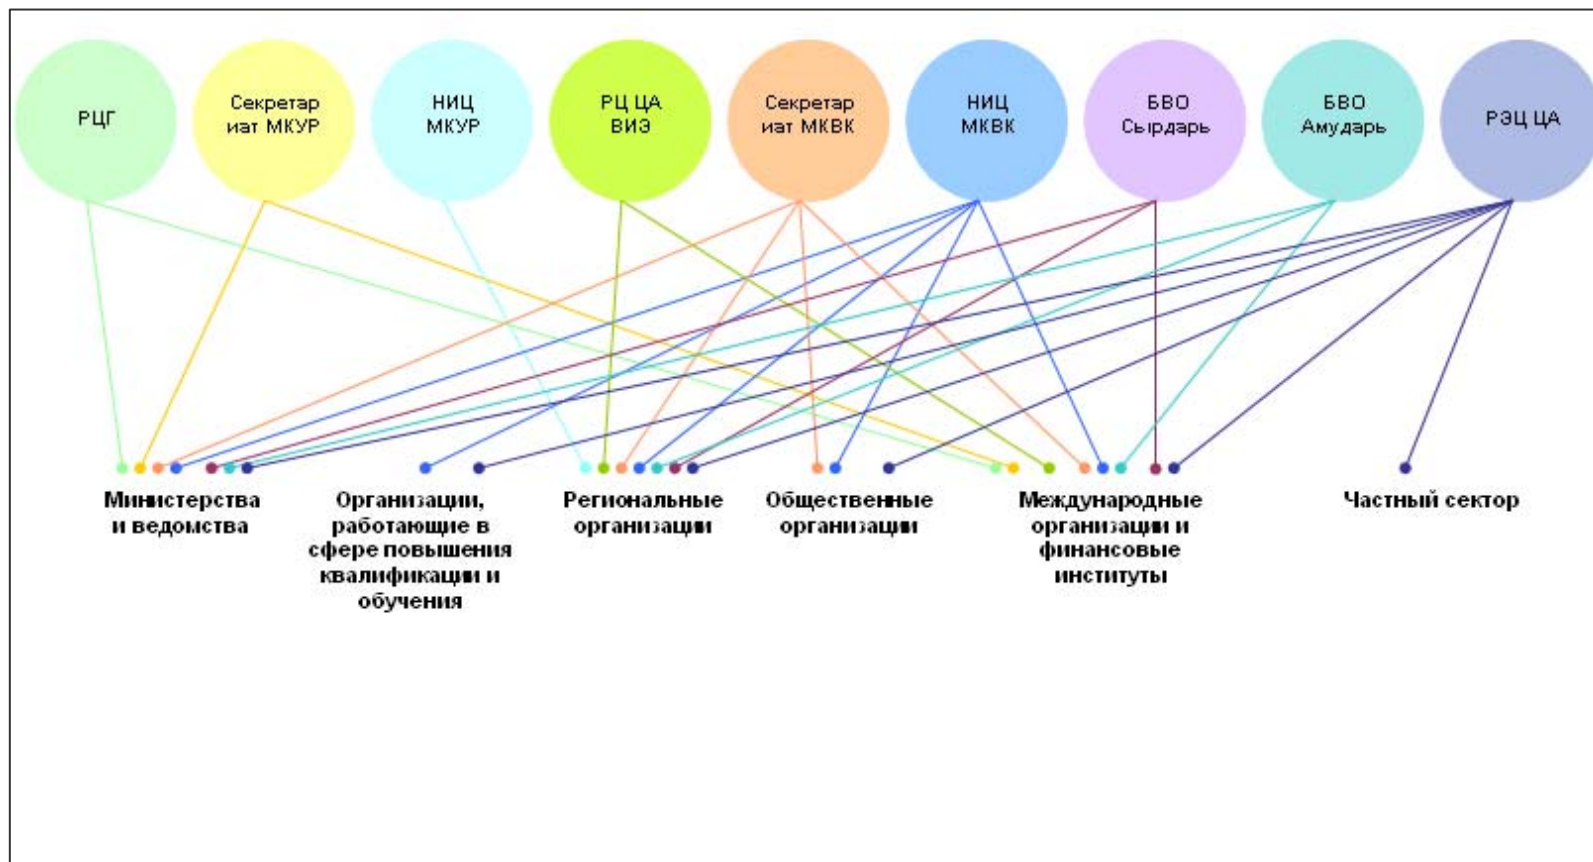 РЦГ
Секретар
иат МКУР
НИЦ
МКУР
РЦ ЦА
ВИЭ
Секретар
иат МКВК
НИЦ
МКВК
БВО
Сырдарь
БВО
Амударь
РЭЦ ЦА
Министерства
и ведомства
Организации,
работающие в
сфере повышения
квалификации и
обучения
Региональные
организации
Общественные
организации
Международные
организации и
финансовые
институты
Частный сектор